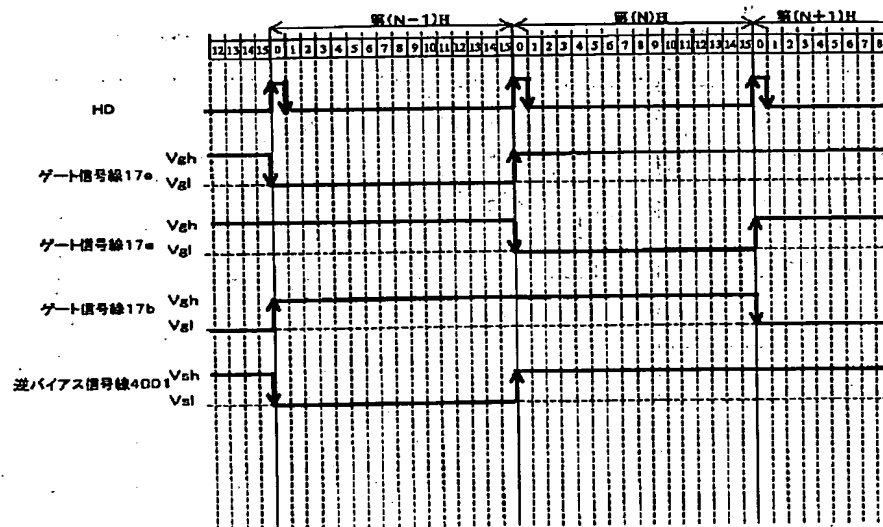 第(N-1)H 第(N)H 第(N+1)H
12 13 14 15 0 1 2 3 4 5 6 7 8 9 10 11 12 13 14 15 0 1 2 3 4 5 6 7 8 9 10 11 12 13 14 15 0 1 2 3 4 5 6 7 8
HD
Vgh
ゲート信号線17e
Vgl
Vgh
ゲート信号線17a
Vgl
Vgh
ゲート信号線17b
Vgl
逆バイアス信号線4001 Vsh
Vsl